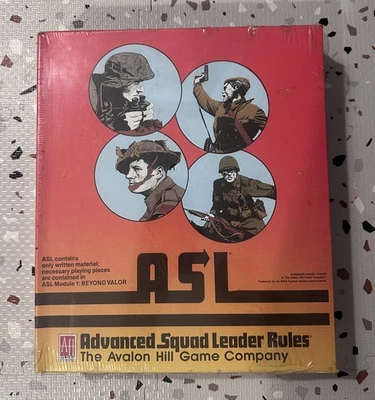 ASL contains
only written material;
necessary playing pieces
are contained in
ASL Module 1: BEYOND VALOR
ASL
AH
Advanced Squad Leader Rules
The Avalon Hill Game Company